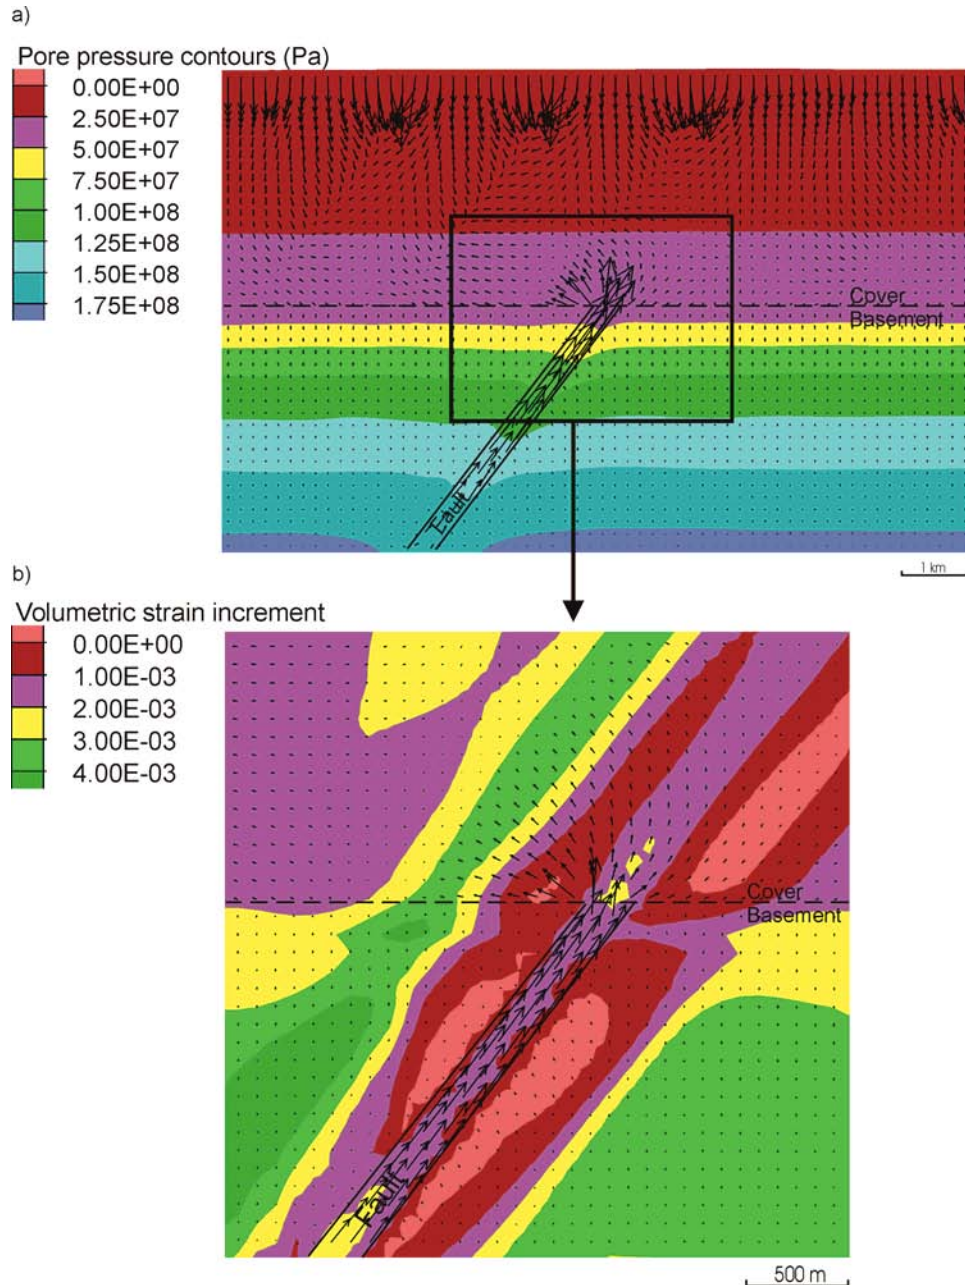 a)
Pore pressure contours (Pa)
0.00E+00
2.50E+07
5.00E+07
7.50E+07
1.00E+08
1.25E+08
1.50E+08
1.75E+08
Cover
Basement
Fault
1 km
b)
Volumetric strain increment
0.00E+00
1.00E-03
2.00E-03
3.00E-03
4.00E-03
Cover
Basement
Fault
500 m